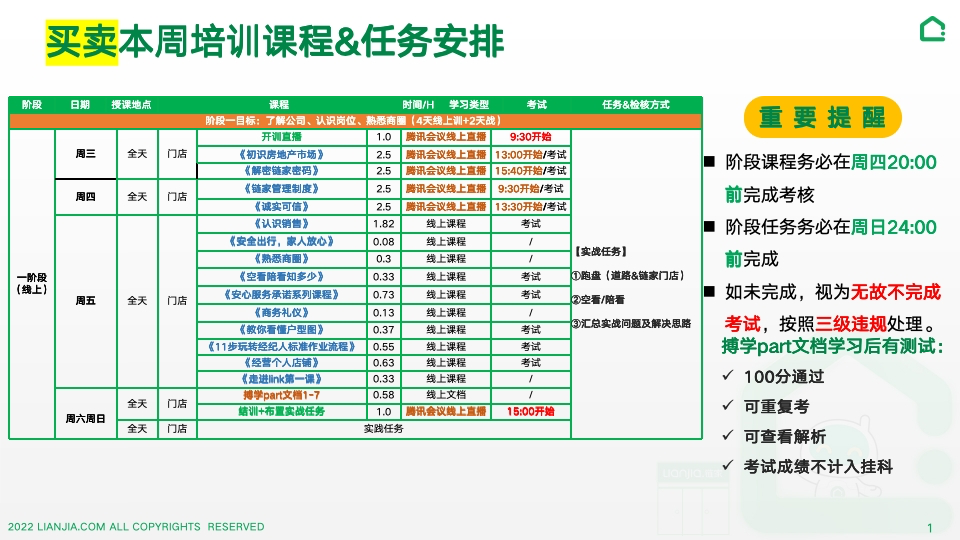 买卖本周培训课程&任务安排
阶段 日期 授课地点 课程 时间/H 学习类型 考试 任务&检核方式
阶段一目标：了解公司、认识岗位、熟悉商圈（4天线上训+2天战）
一阶段
（线上）
周三 全天 门店
开训直播 1.0 腾讯会议线上直播 9:30开始
《初识房地产市场》 2.5 腾讯会议线上直播 13:00开始/考试
《解密链家密码》 2.5 腾讯会议线上直播 15:40开始/考试
周四 全天 门店
《链家管理制度》 2.5 腾讯会议线上直播 9:30开始/考试
《诚实可信》 2.5 腾讯会议线上直播 13:30开始/考试
周五 全天 门店
《认识销售》 1.82 线上课程 考试
《安全出行，家人放心》 0.08 线上课程 /
《熟悉商圈》 0.3 线上课程 /
《空看陪看知多少》 0.33 线上课程 考试
《安心服务承诺系列课程》 0.73 线上课程 考试
《商务礼仪》 0.13 线上课程 /
《教你看懂户型图》 0.37 线上课程 考试
《11步玩转经纪人标准作业流程》 0.55 线上课程 考试
《经营个人店铺》 0.63 线上课程 考试
《走进link第一课》 0.33 线上课程 /
周六周日 全天 门店
搏学part文档1-7 0.58 线上文档 /
结训+布置实战任务 1.0 腾讯会议线上直播 15:00开始
全天 门店 实践任务
【实战任务】
①跑盘（道路&链家门店）
②空看/陪看
③汇总实战问题及解决思路
重要提醒
■ 阶段课程务必在周四20:00
前完成考核
■ 阶段任务务必在周日24:00
前完成
■ 如未完成，视为无故不完成
考试，按照三级违规处理。
搏学part文档学习后有测试：
✓ 100分通过
✓ 可重复考
✓ 可查看解析
✓ 考试成绩不计入挂科
2022 LIANJIA.COM ALL COPYRIGHTS RESERVED
1